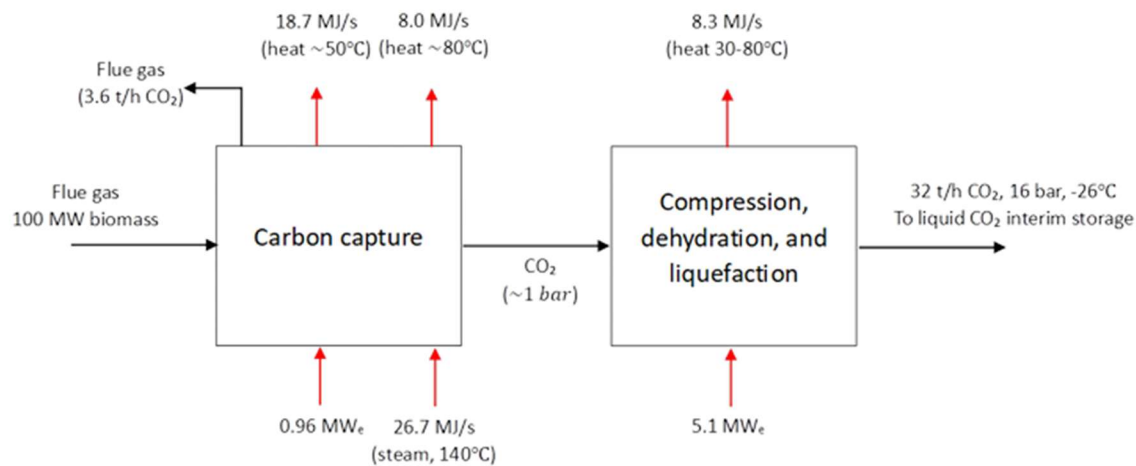 18.7 MJ/s
(heat ~50°C)
8.0 MJ/s
(heat ~80°C)
8.3 MJ/s
(heat 30-80°C)
Flue gas
(3.6 t/h CO₂)
Flue gas
100 MW biomass
Carbon capture
CO₂
(~1 bar)
Compression,
dehydration, and
liquefaction
32 t/h CO₂, 16 bar, -26°C
To liquid CO₂ interim storage
0.96 MWₑ
26.7 MJ/s
(steam, 140°C)
5.1 MWₑ